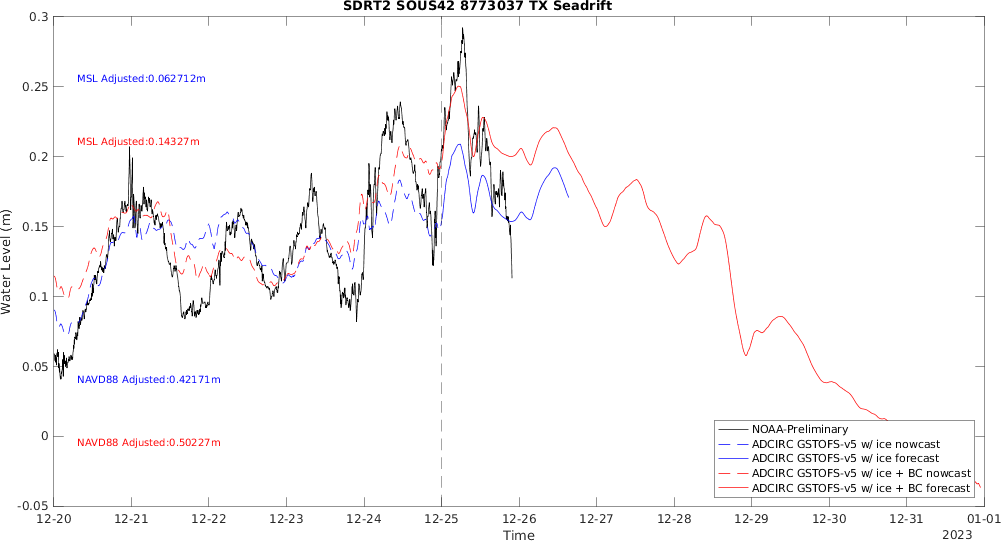 SDRT2 SOUS42 8773037 TX Seadrift
0.3
0.25
0.2
0.15
0.1
0.05
0
-0.05
Water Level (m)
MSL Adjusted:0.062712m
MSL Adjusted:0.14327m
NAVD88 Adjusted:0.42171m
NAVD88 Adjusted:0.50227m
NOAA-Preliminary
ADCIRC GSTOFS-v5 w/ ice nowcast
ADCIRC GSTOFS-v5 w/ ice forecast
ADCIRC GSTOFS-v5 w/ ice + BC nowcast
ADCIRC GSTOFS-v5 w/ ice + BC forecast
12-20 12-21 12-22 12-23 12-24 12-25 12-26 12-27 12-28 12-29 12-30 12-31 01-01
Time
2023